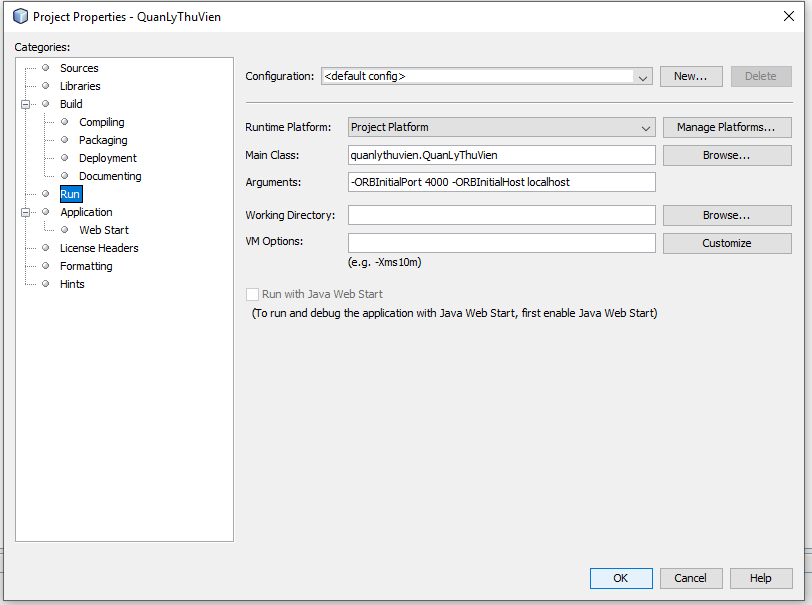 Project Properties - QuanLyThuVien
Categories:
Sources
Libraries
Build
Compiling
Packaging
Deployment
Documenting
Run
Application
Web Start
License Headers
Formatting
Hints
Configuration: <default config> New... Delete
Runtime Platform: Project Platform Manage Platforms...
Main Class: quanlythuvien.QuanLyThuVien Browse...
Arguments: -ORBInitialPort 4000 -ORBInitialHost localhost
Working Directory: Browse...
VM Options: Customize
(e.g. -Xms10m)
Run with Java Web Start
(To run and debug the application with Java Web Start, first enable Java Web Start)
OK Cancel Help